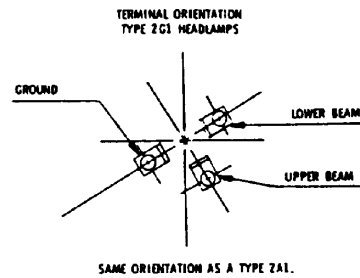 TERMINAL ORIENTATION
TYPE 2G1 HEADLAMPS
GROUND
LOWER BEAM
UPPER BEAM
SAME ORIENTATION AS A TYPE 2A1.